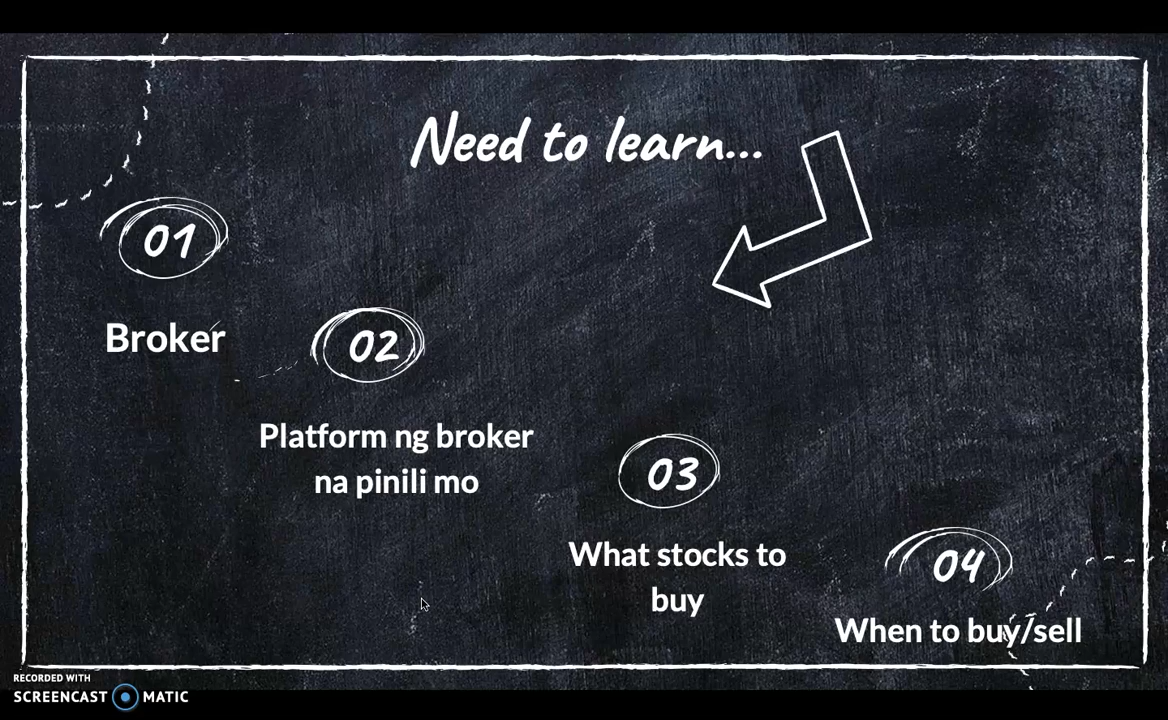 Need to learn...
01
Broker
02
Platform ng broker
na pinili mo
03
What stocks to
buy
04
When to buy/sell
RECORDED WITH
SCREENCAST MATIC